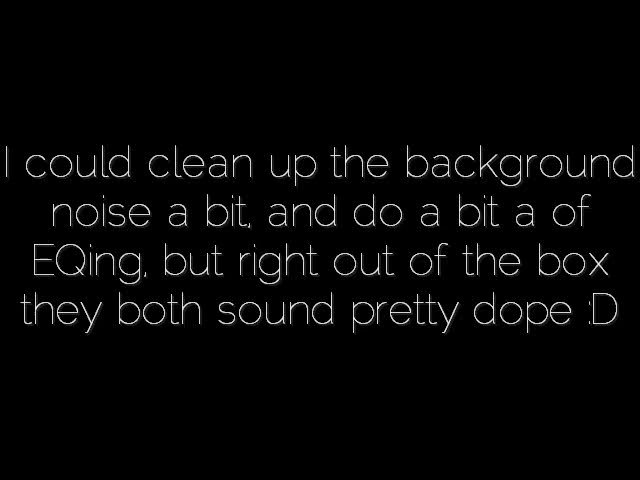 I could clean up the background
noise a bit, and do a bit a of
EQing, but right out of the box
they both sound pretty dope :D